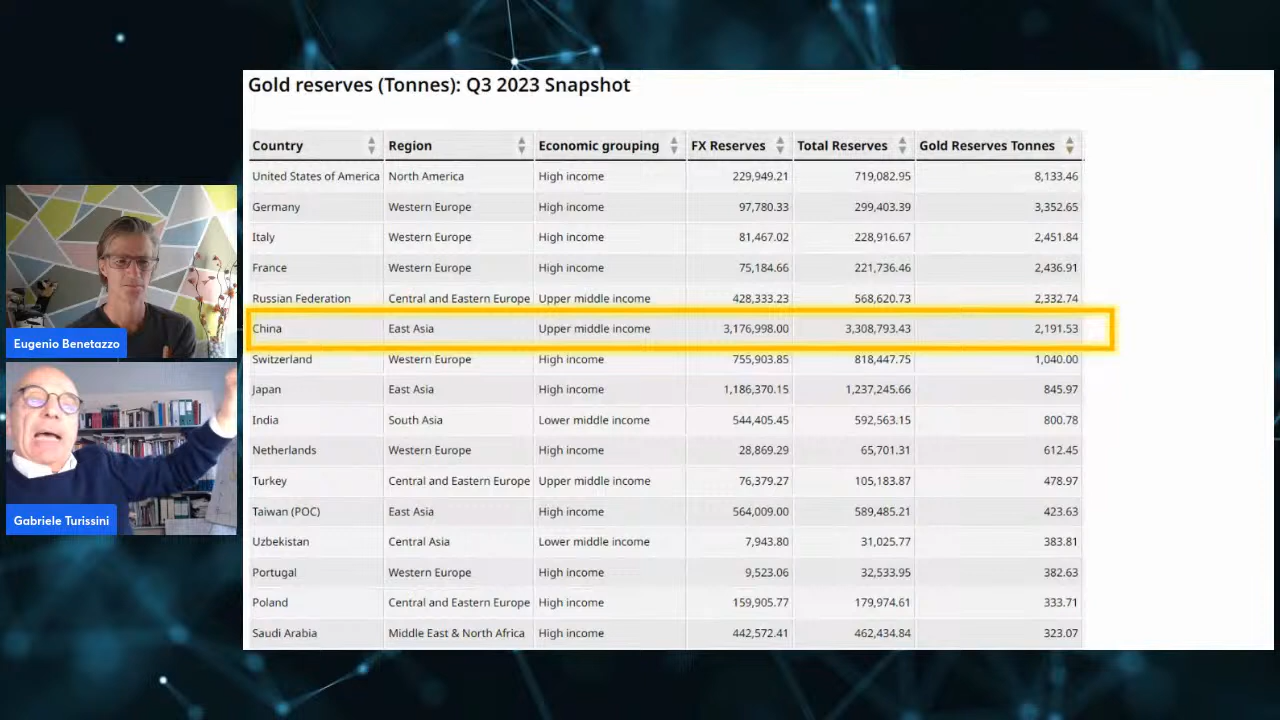 Gold reserves (Tonnes): Q3 2023 Snapshot
Country Region Economic grouping FX Reserves Total Reserves Gold Reserves Tonnes
United States of America North America High income 229,949.21 719,082.95 8,133.46
Germany Western Europe High income 97,780.33 299,403.39 3,352.65
Italy Western Europe High income 81,467.02 228,916.67 2,451.84
France Western Europe High income 75,184.66 221,736.46 2,436.91
Russian Federation Central and Eastern Europe Upper middle income 428,333.23 568,620.73 2,332.74
China East Asia Upper middle income 3,176,998.00 3,308,793.43 2,191.53
Switzerland Western Europe High income 755,903.85 818,447.75 1,040.00
Japan East Asia High income 1,186,370.15 1,237,245.66 845.97
India South Asia Lower middle income 544,405.45 592,563.15 800.78
Netherlands Western Europe High income 28,869.29 65,701.31 612.45
Turkey Central and Eastern Europe Upper middle income 76,379.27 105,183.87 478.97
Taiwan (POC) East Asia High income 564,009.00 589,485.21 423.63
Uzbekistan Central Asia Lower middle income 7,943.80 31,025.77 383.81
Portugal Western Europe High income 9,523.06 32,533.95 382.63
Poland Central and Eastern Europe High income 159,905.77 179,974.61 333.71
Saudi Arabia Middle East & North Africa High income 442,572.41 462,434.84 323.07
Eugenio Benetazzo
Gabriele Turissini